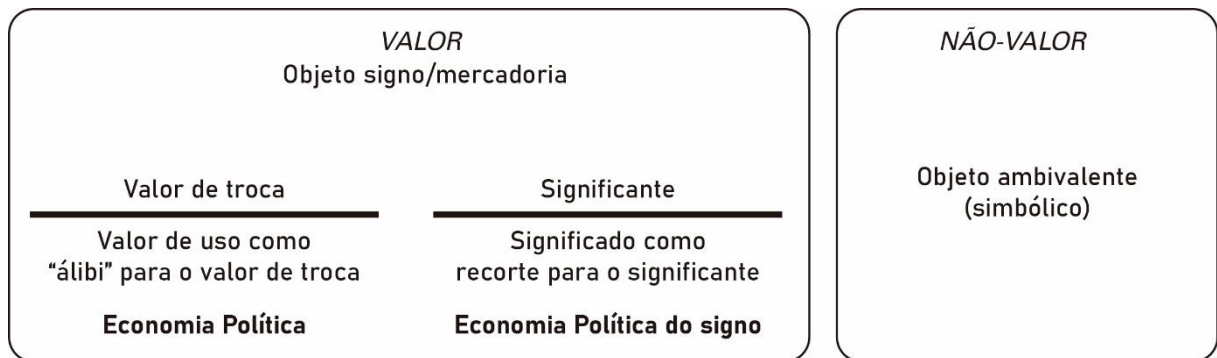 VALOR
Objeto signo/mercadoria
Valor de troca
Valor de uso como
“álibi” para o valor de troca
Economia Política
Significante
Significado como
recorte para o significante
Economia Política do signo
NÃO-VALOR
Objeto ambivalente
(simbólico)